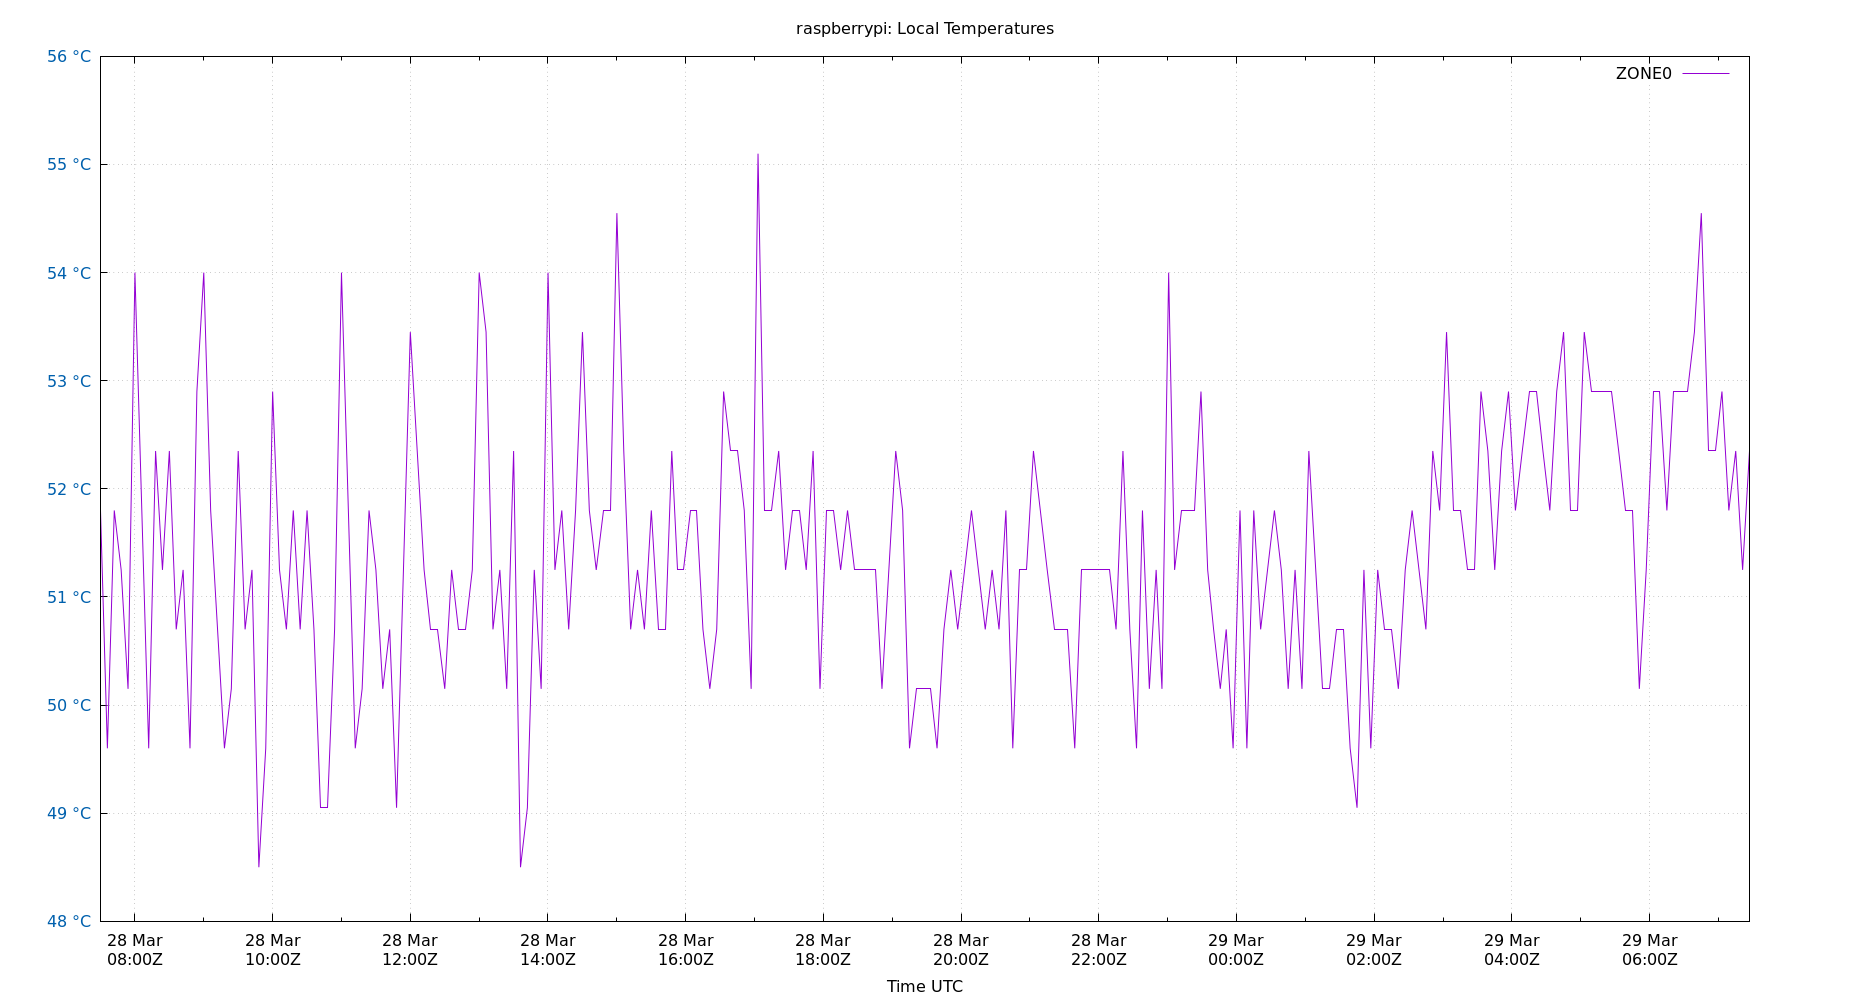 raspberrypi: Local Temperatures
56 °C
ZONE0
55 °C
54 °C
53 °C
52 °C
51 °C
50 °C
49 °C
48 °C
28 Mar 28 Mar 28 Mar 28 Mar 28 Mar 28 Mar 28 Mar 28 Mar 29 Mar 29 Mar 29 Mar 29 Mar
08:00Z 10:00Z 12:00Z 14:00Z 16:00Z 18:00Z 20:00Z 22:00Z 00:00Z 02:00Z 04:00Z 06:00Z
Time UTC